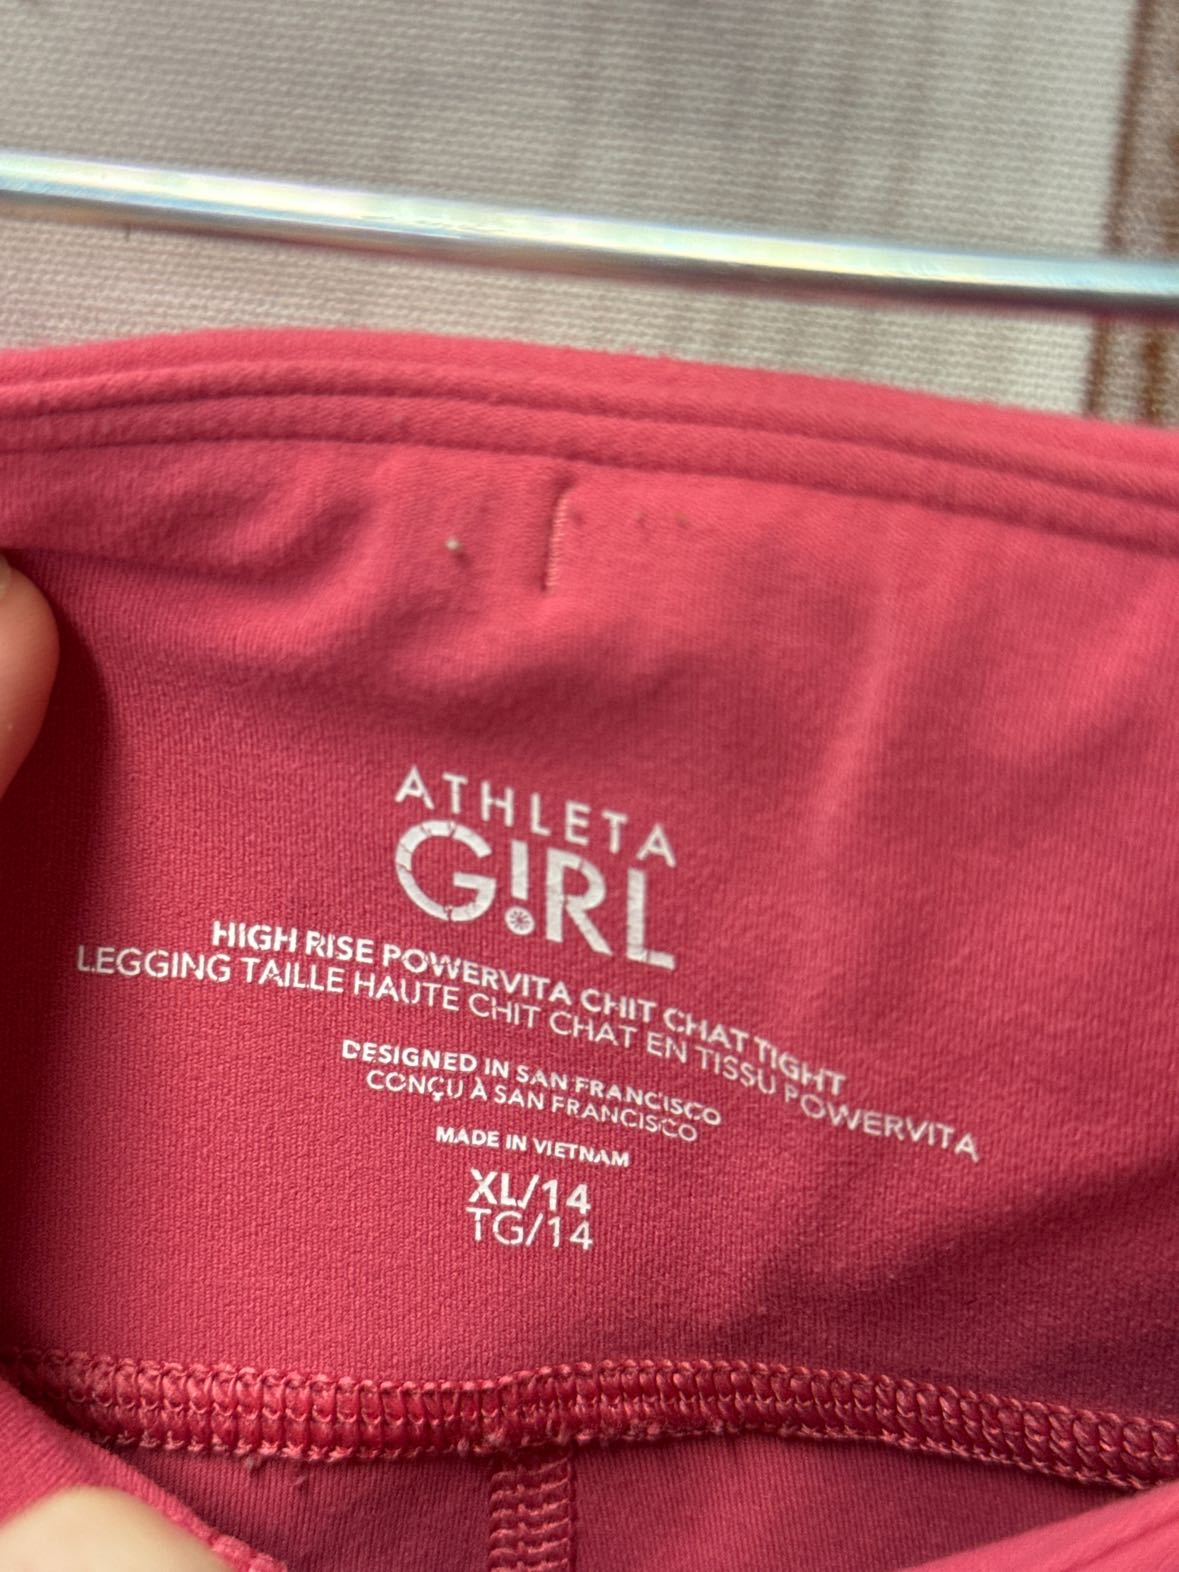 ATHLETA
G!RL
HIGH RISE POWERVITA CHIT CHAT TIGHT
LEGGING TAILLE HAUTE CHIT CHAT EN TISSU POWERVITA
DESIGNED IN SAN FRANCISCO
CONÇU À SAN FRANCISCO
MADE IN VIETNAM
XL/14
TG/14